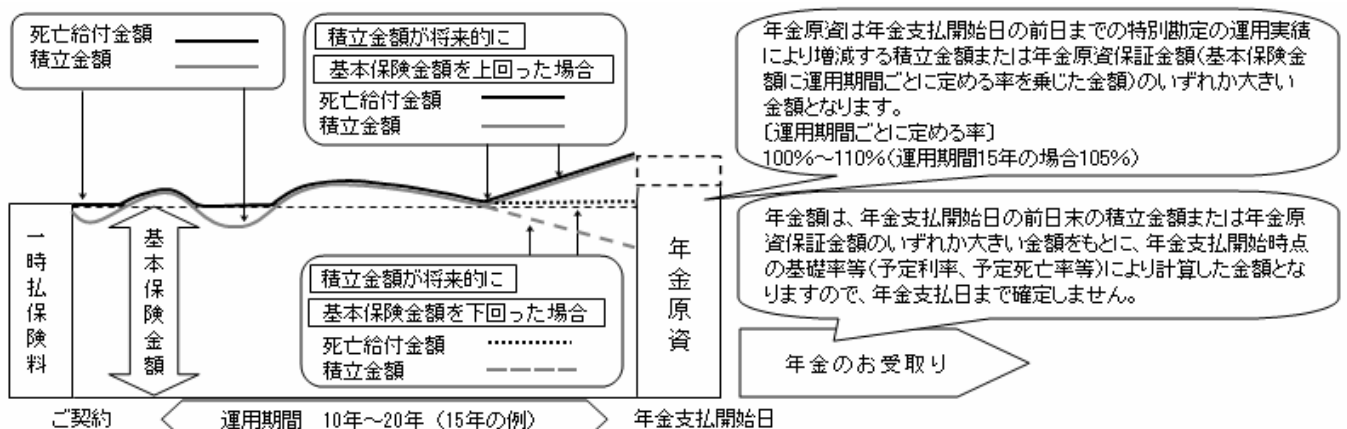 死亡給付金額
積立金額
積立金額が将来的に
基本保険金額を上回った場合
死亡給付金額
積立金額
年金原資は年金支払開始日の前日までの特別勘定の運用実績
により増減する積立金額または年金原資保証金額(基本保険金
額に運用期間ごとに定める率を乗じた金額)のいずれか大きい
金額となります。
〔運用期間ごとに定める率〕
100%～110%(運用期間15年の場合105%)
一時払保険料
基本保険金額
積立金額が将来的に
基本保険金額を下回った場合
死亡給付金額
積立金額
年金原資
年金額は、年金支払開始日の前日末の積立金額または年金原
資保証金額のいずれか大きい金額をもとに、年金支払開始時点
の基礎率等(予定利率、予定死亡率等)により計算した金額とな
りますので、年金支払日まで確定しません。
年金のお受取り
ご契約
運用期間 10年～20年 (15年の例)
年金支払開始日